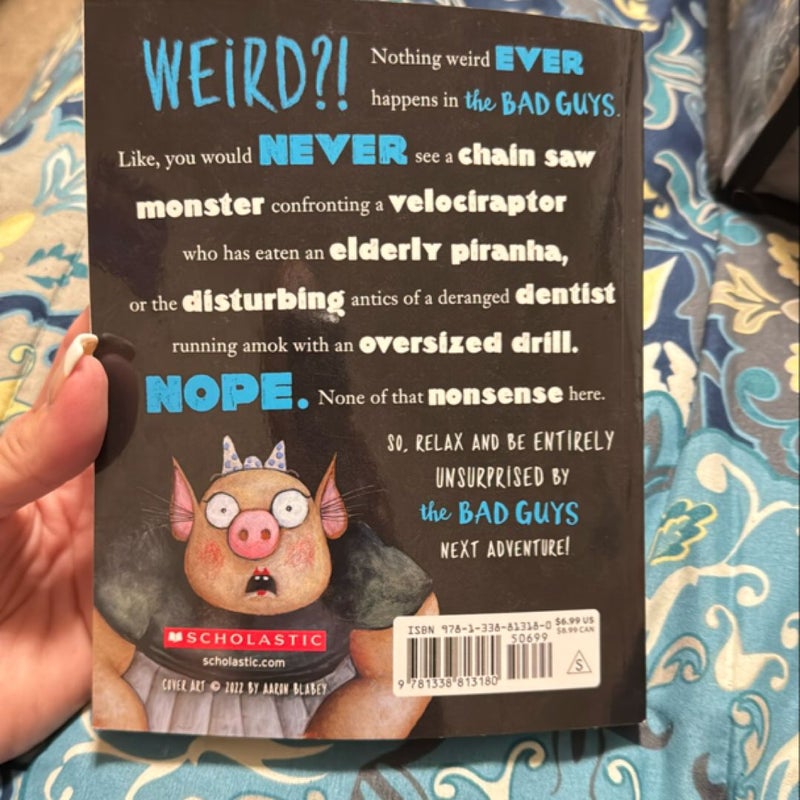 WEiRD?! Nothing weird EVER
happens in the BAD GUYS.
Like, you would NEVER see a chain saw
monster confronting a velociraptor
who has eaten an elderly piranha,
or the disturbing antics of a deranged dentist
running amok with an oversized drill.
NOPE. None of that nonsense here.
SO, RELAX AND BE ENTIRELY
UNSURPRISED BY
the BAD GUYS
NEXT ADVENTURE!
SCHOLASTIC
scholastic.com
COVER ART © 2022 BY AARON BLABEY
ISBN 978-1-338-81318-0 $6.99 US
$8.99 CAN
50699
9 781338 813180
S